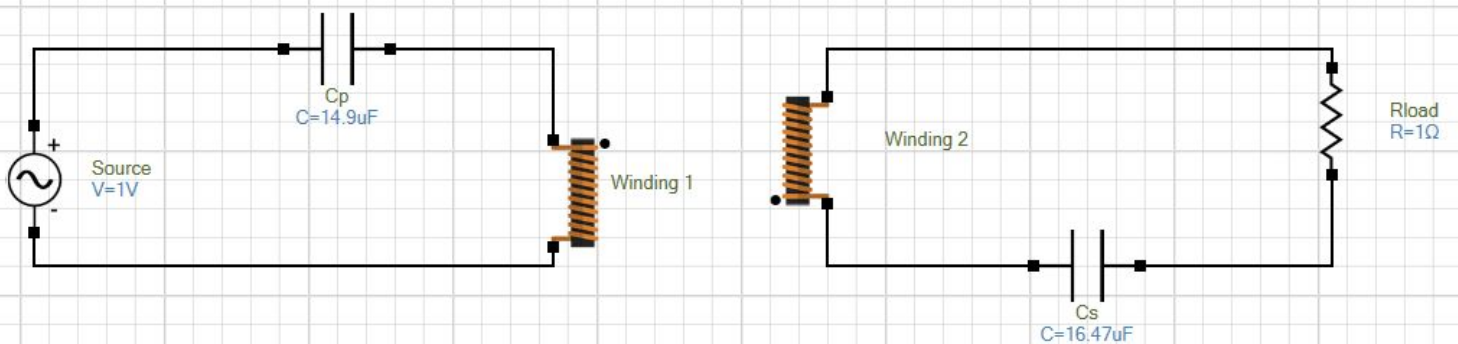 Cp
C=14.9uF
+
Source
V=1V
-
Winding 1
Winding 2
Rload
R=1Ω
Cs
C=16.47uF